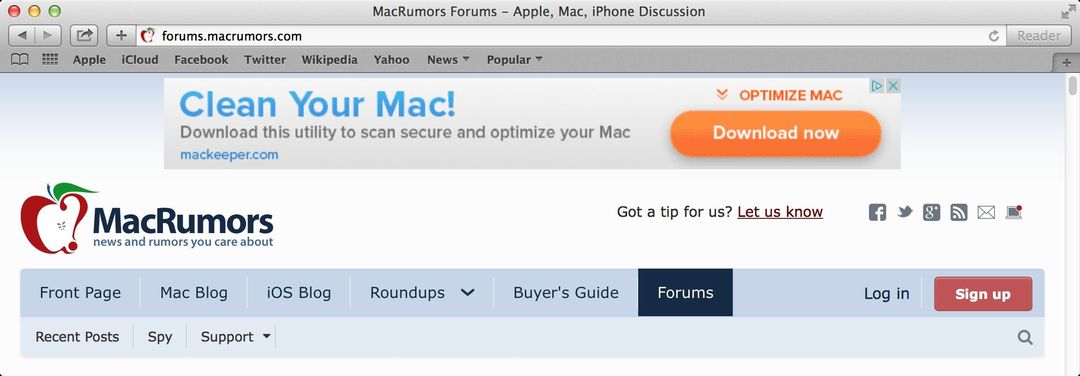 MacRumors Forums – Apple, Mac, iPhone Discussion
forums.macrumors.com Reader
Apple iCloud Facebook Twitter Wikipedia Yahoo News Popular
Clean Your Mac!
Download this utility to scan secure and optimize your Mac
mackeeper.com
OPTIMIZE MAC
Download now
MacRumors
news and rumors you care about
Got a tip for us? Let us know
Front Page Mac Blog iOS Blog Roundups Buyer's Guide Forums Log in Sign up
Recent Posts Spy Support